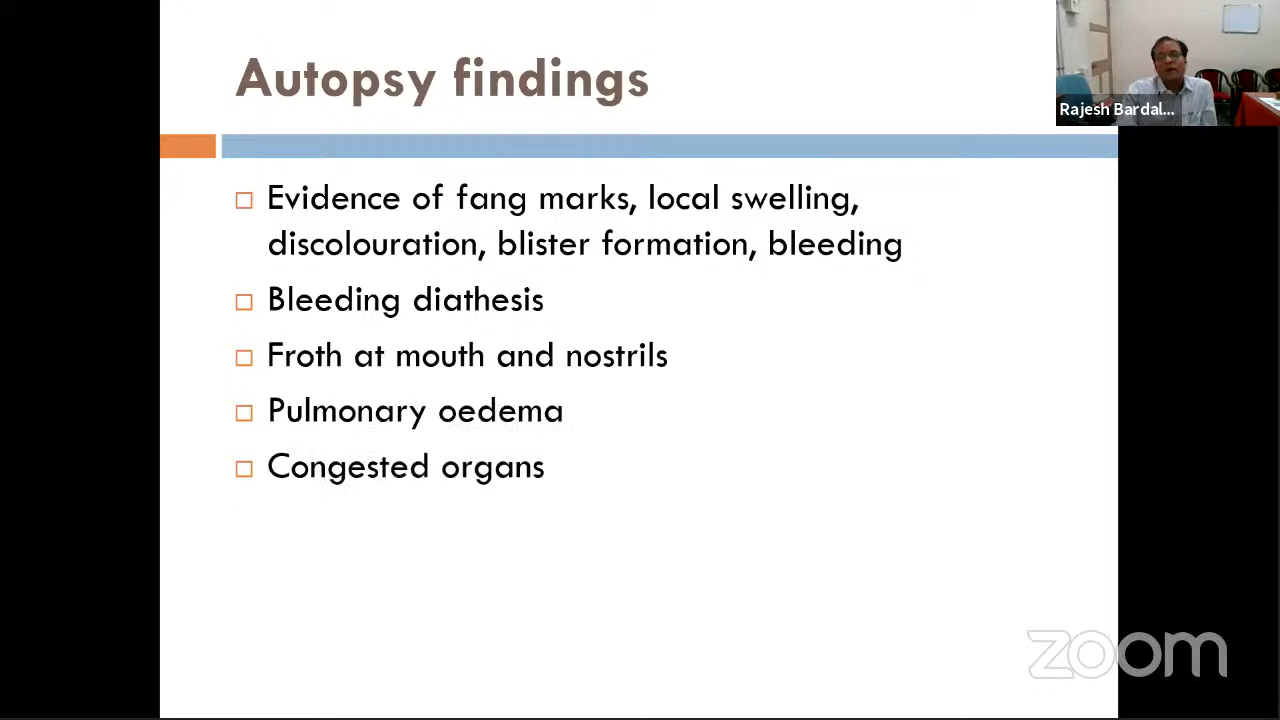 Autopsy findings
Rajesh Bardal...
Evidence of fang marks, local swelling,
discolouration, blister formation, bleeding
Bleeding diathesis
Froth at mouth and nostrils
Pulmonary oedema
Congested organs
zoom